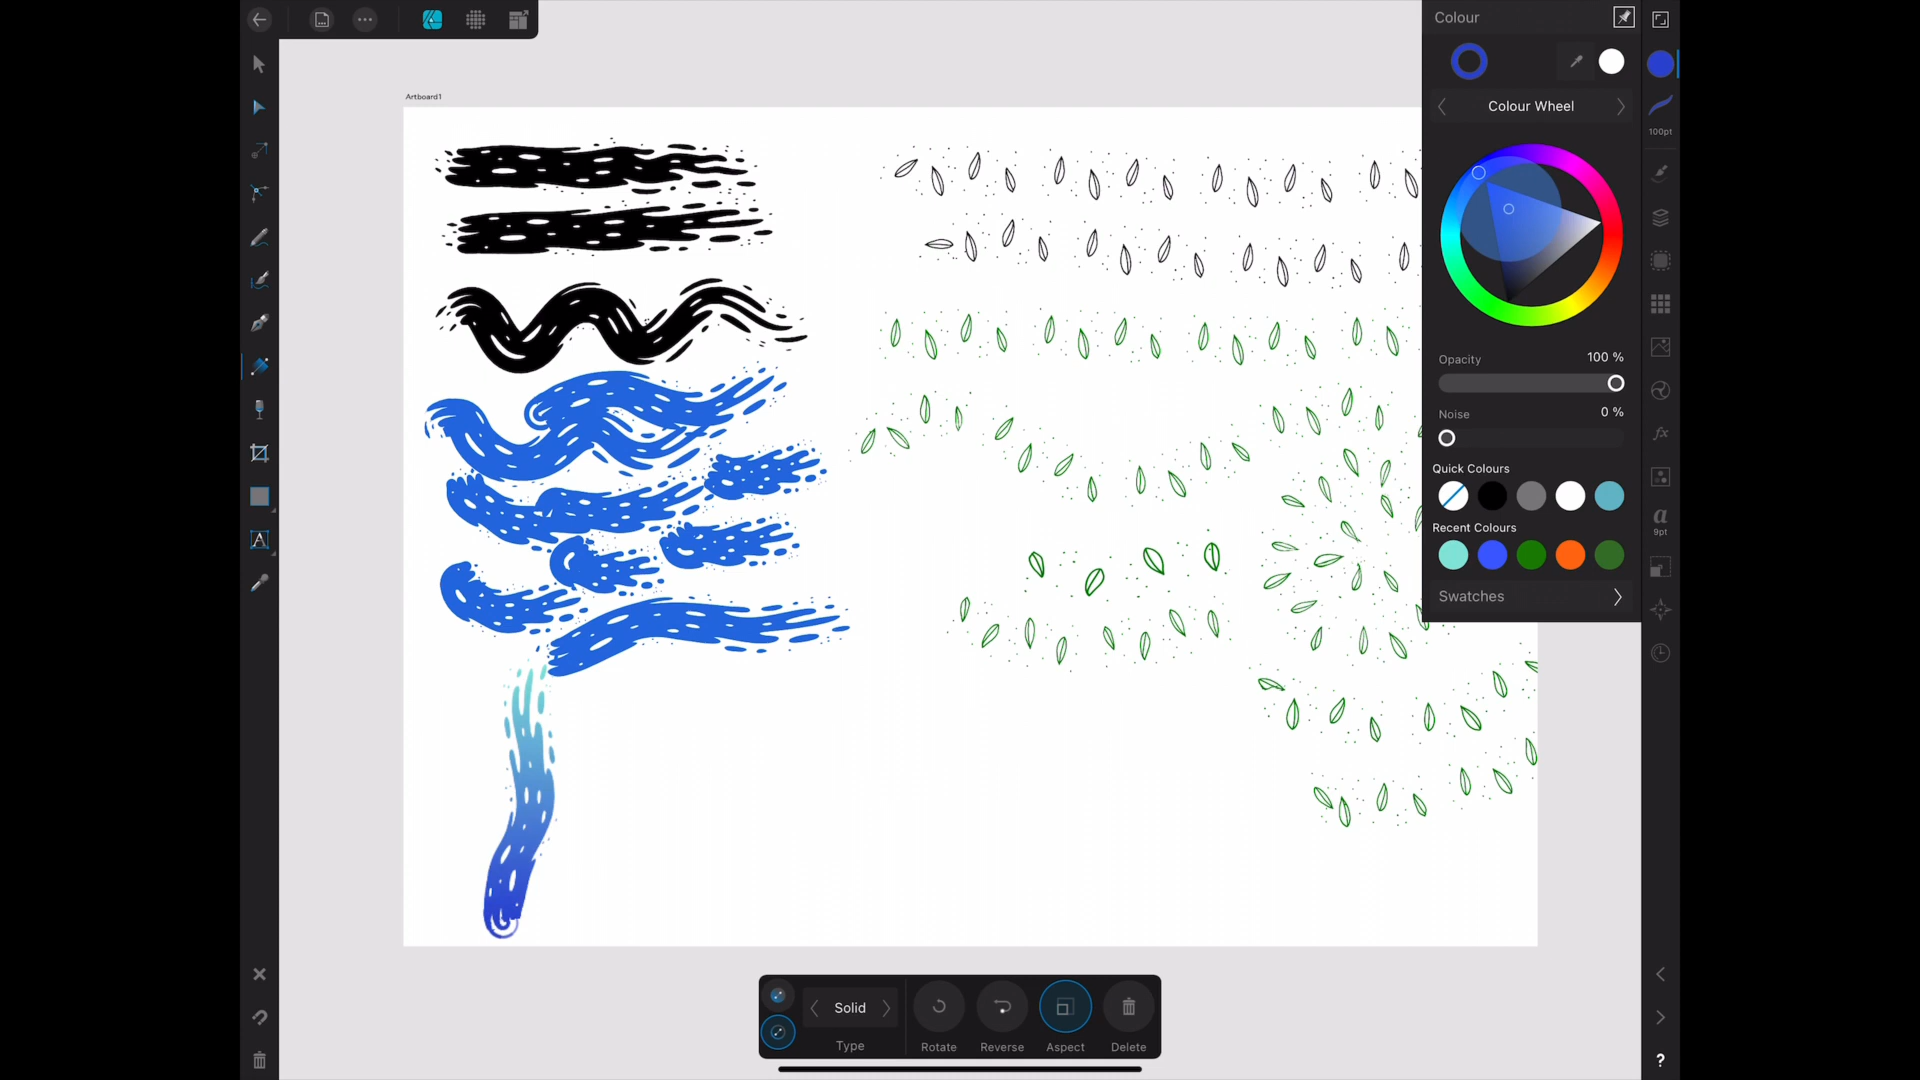 Colour
Artboard1
Colour Wheel
100pt
Opacity
100 %
Noise
0 %
Quick Colours
a
9pt
Recent Colours
Swatches
fx
A
Solid
Type
Rotate
Reverse
Aspect
Delete
?